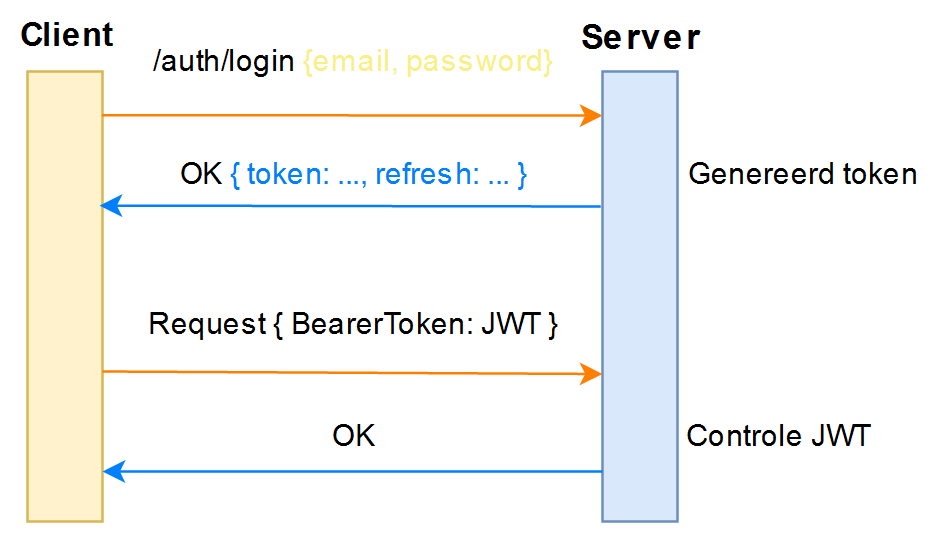 Client
Server
/auth/login {email, password}
OK { token: ..., refresh: ... }
Genereerd token
Request { BearerToken: JWT }
OK
Controle JWT